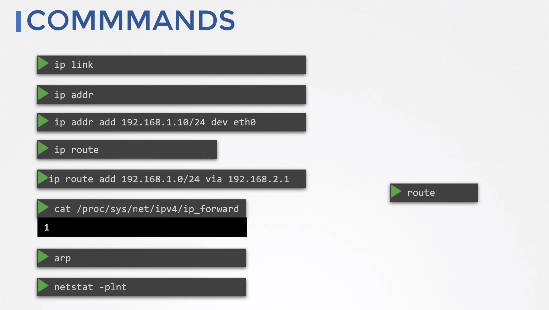 COMMMANDS
ip link
ip addr
ip addr add 192.168.1.10/24 dev eth0
ip route
ip route add 192.168.1.0/24 via 192.168.2.1
route
cat /proc/sys/net/ipv4/ip_forward
1
arp
netstat -plnt